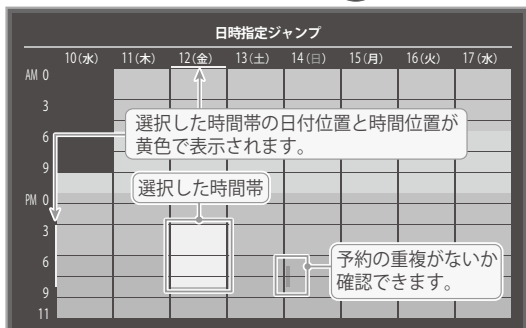 日時指定ジャンプ
10(水) 11(木) 12(金) 13(土) 14(日) 15(月) 16(火) 17(水)
AM 0
3
選択した時間帯の日付位置と時間位置が
6
黄色で表示されます。
9
選択した時間帯
PM 0
3
予約の重複がないか
6
確認できます。
9
11